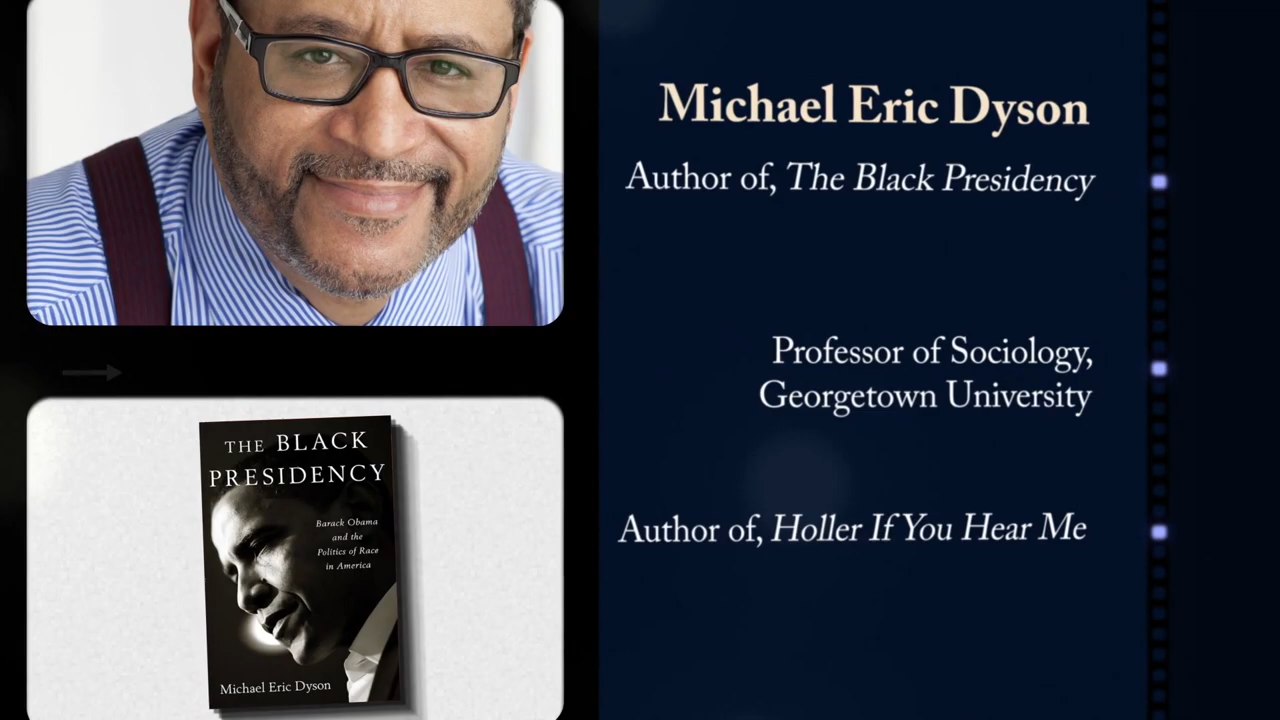 Michael Eric Dyson
Author of, The Black Presidency
Professor of Sociology,
Georgetown University
Author of, Holler If You Hear Me
THE BLACK
PRESIDENCY
Barack Obama
and the
Politics of Race
in America
Michael Eric Dyson